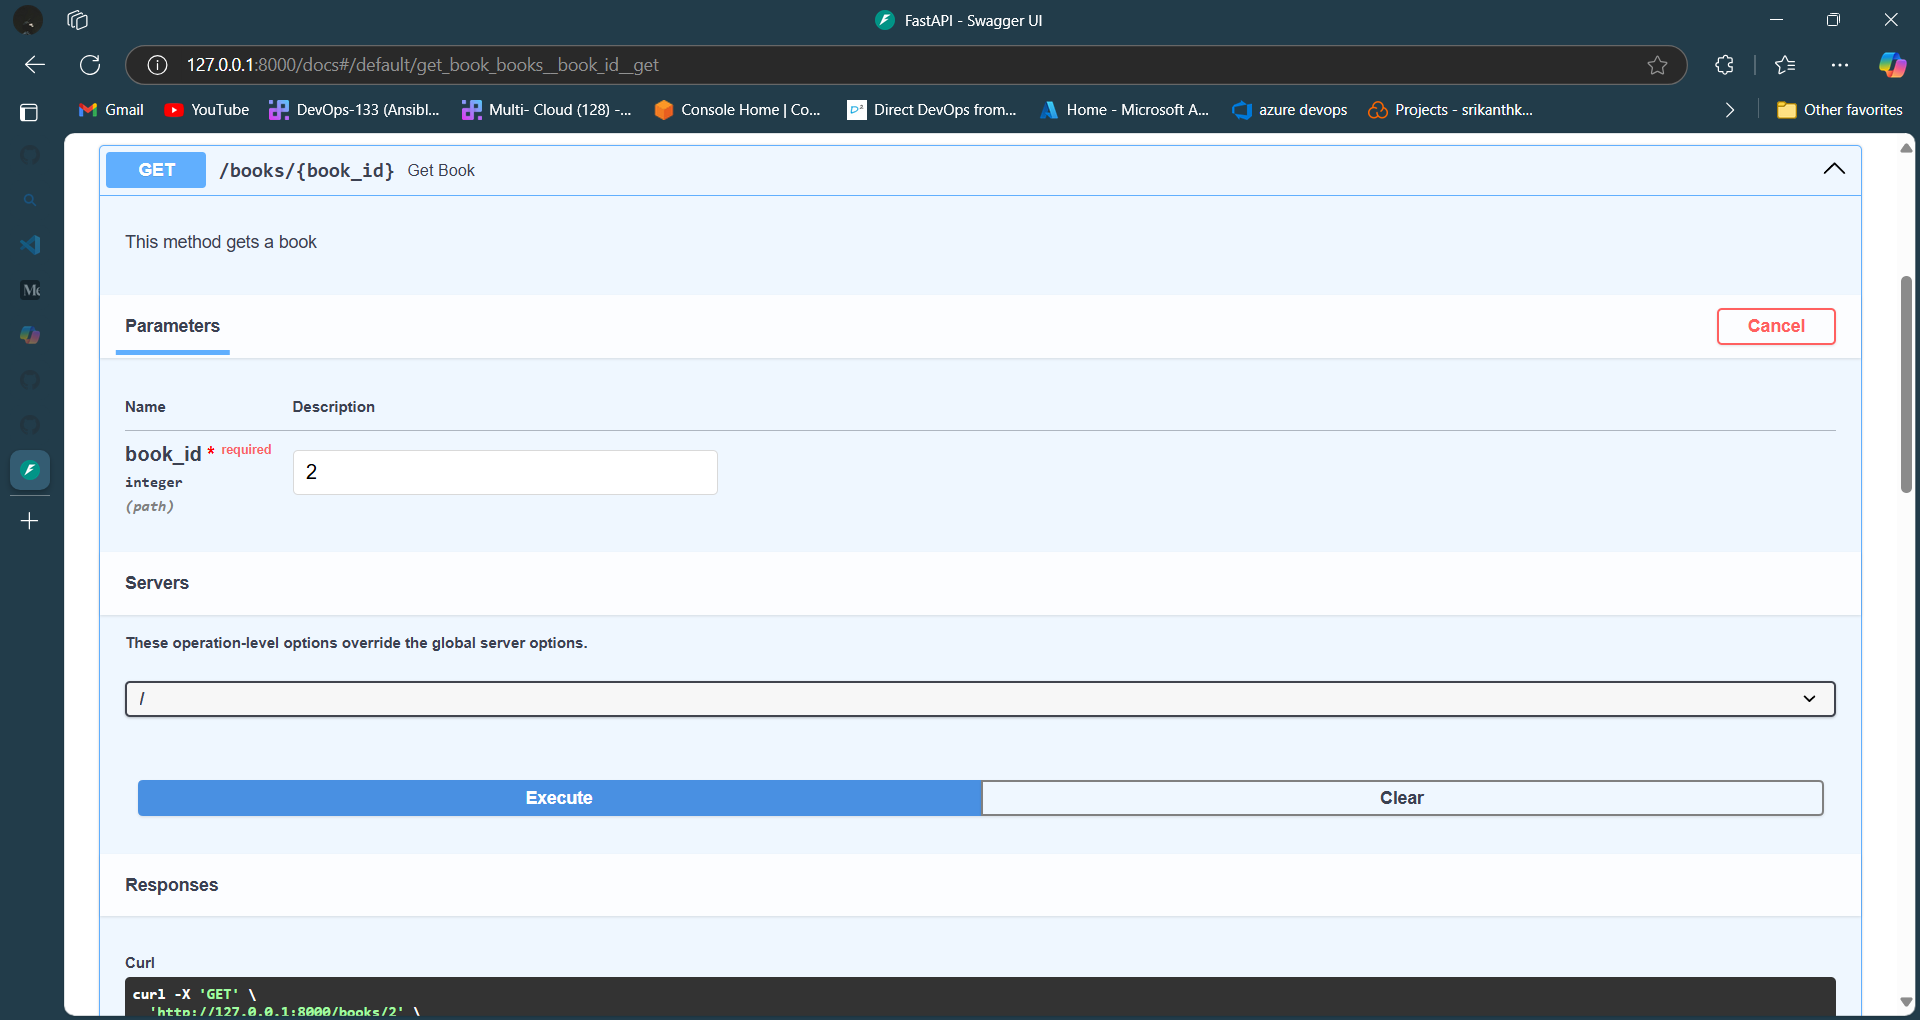 FastAPI - Swagger UI
127.0.0.1:8000/docs#/default/get_book_books__book_id__get
Gmail
YouTube
DevOps-133 (Ansibl...
Multi- Cloud (128) -...
Console Home | Co...
Direct DevOps from...
Home - Microsoft A...
azure devops
Projects - srikanthk...
Other favorites
GET /books/{book_id} Get Book
This method gets a book
Parameters
Cancel
Name Description
book_id * required
integer
(path)
2
Servers
These operation-level options override the global server options.
/
Execute
Clear
Responses
Curl
curl -X 'GET' \
'http://127.0.0.1:8000/books/2' \